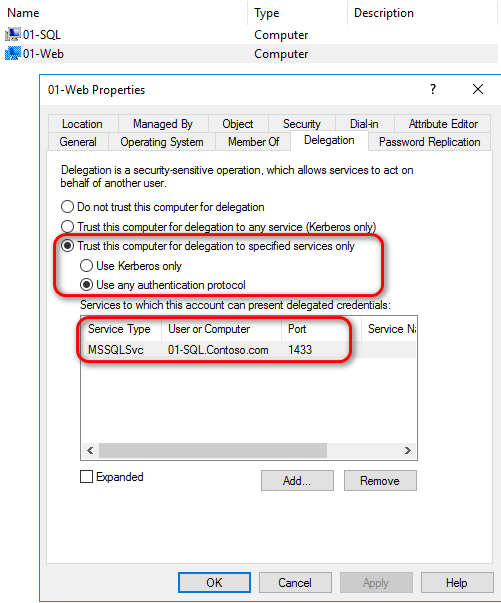 Name Type Description
01-SQL Computer
01-Web Computer
01-Web Properties ?
Location Managed By Object Security Dial-in Attribute Editor
General Operating System Member Of Delegation Password Replication
Delegation is a security-sensitive operation, which allows services to act on
behalf of another user.
Do not trust this computer for delegation
Trust this computer for delegation to any service (Kerberos only)
Trust this computer for delegation to specified services only
Use Kerberos only
Use any authentication protocol
Services to which this account can present delegated credentials:
Service Type User or Computer Port Service Na
MSSQLSvc 01-SQL.Contoso.com 1433
Expanded Add... Remove
OK Cancel Apply Help